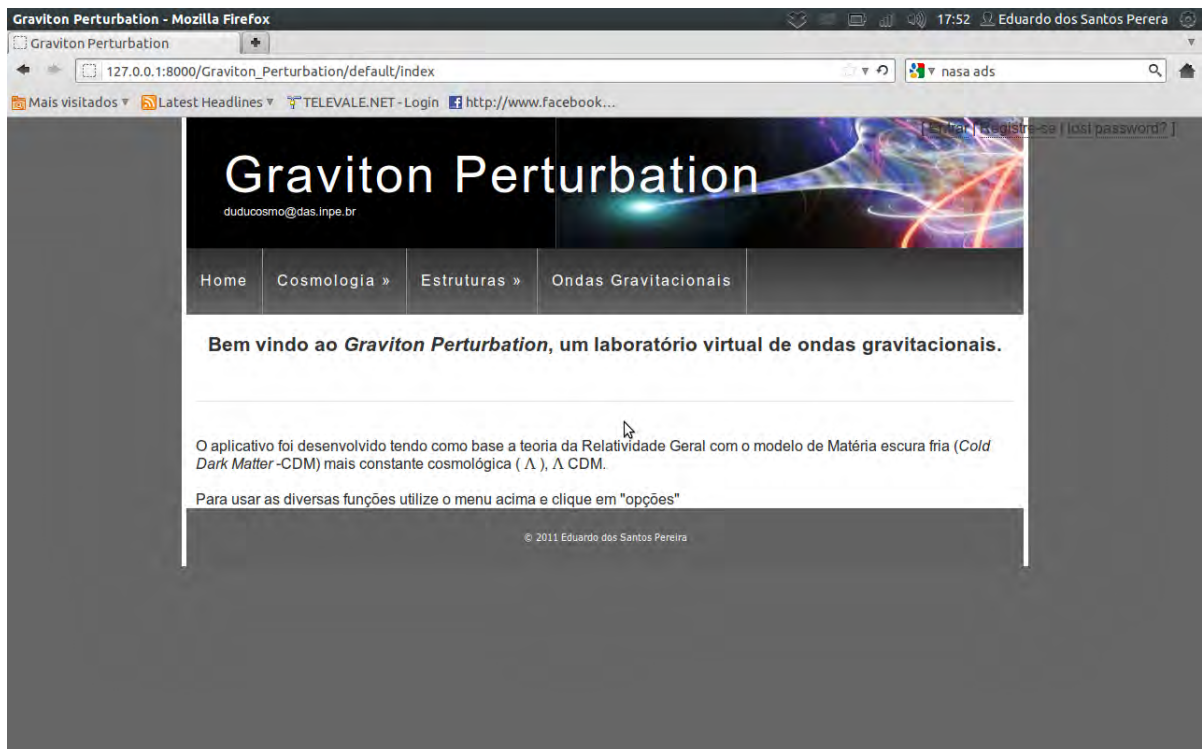 Graviton Perturbation - Mozilla Firefox 17:52 Eduardo dos Santos Perera
Graviton Perturbation
127.0.0.1:8000/Graviton_Perturbation/default/index nasa ads
Mais visitados Latest Headlines TELEVALE.NET - Login http://www.facebook...
[ Entrar | Registre-se | lost password? ]
Graviton Perturbation
duducosmo@das.inpe.br
Home Cosmologia » Estruturas » Ondas Gravitacionais
Bem vindo ao Graviton Perturbation, um laboratório virtual de ondas gravitacionais.
O aplicativo foi desenvolvido tendo como base a teoria da Relatividade Geral com o modelo de Matéria escura fria (Cold
Dark Matter -CDM) mais constante cosmológica ( Λ ), Λ CDM.
Para usar as diversas funções utilize o menu acima e clique em "opções"
© 2011 Eduardo dos Santos Pereira